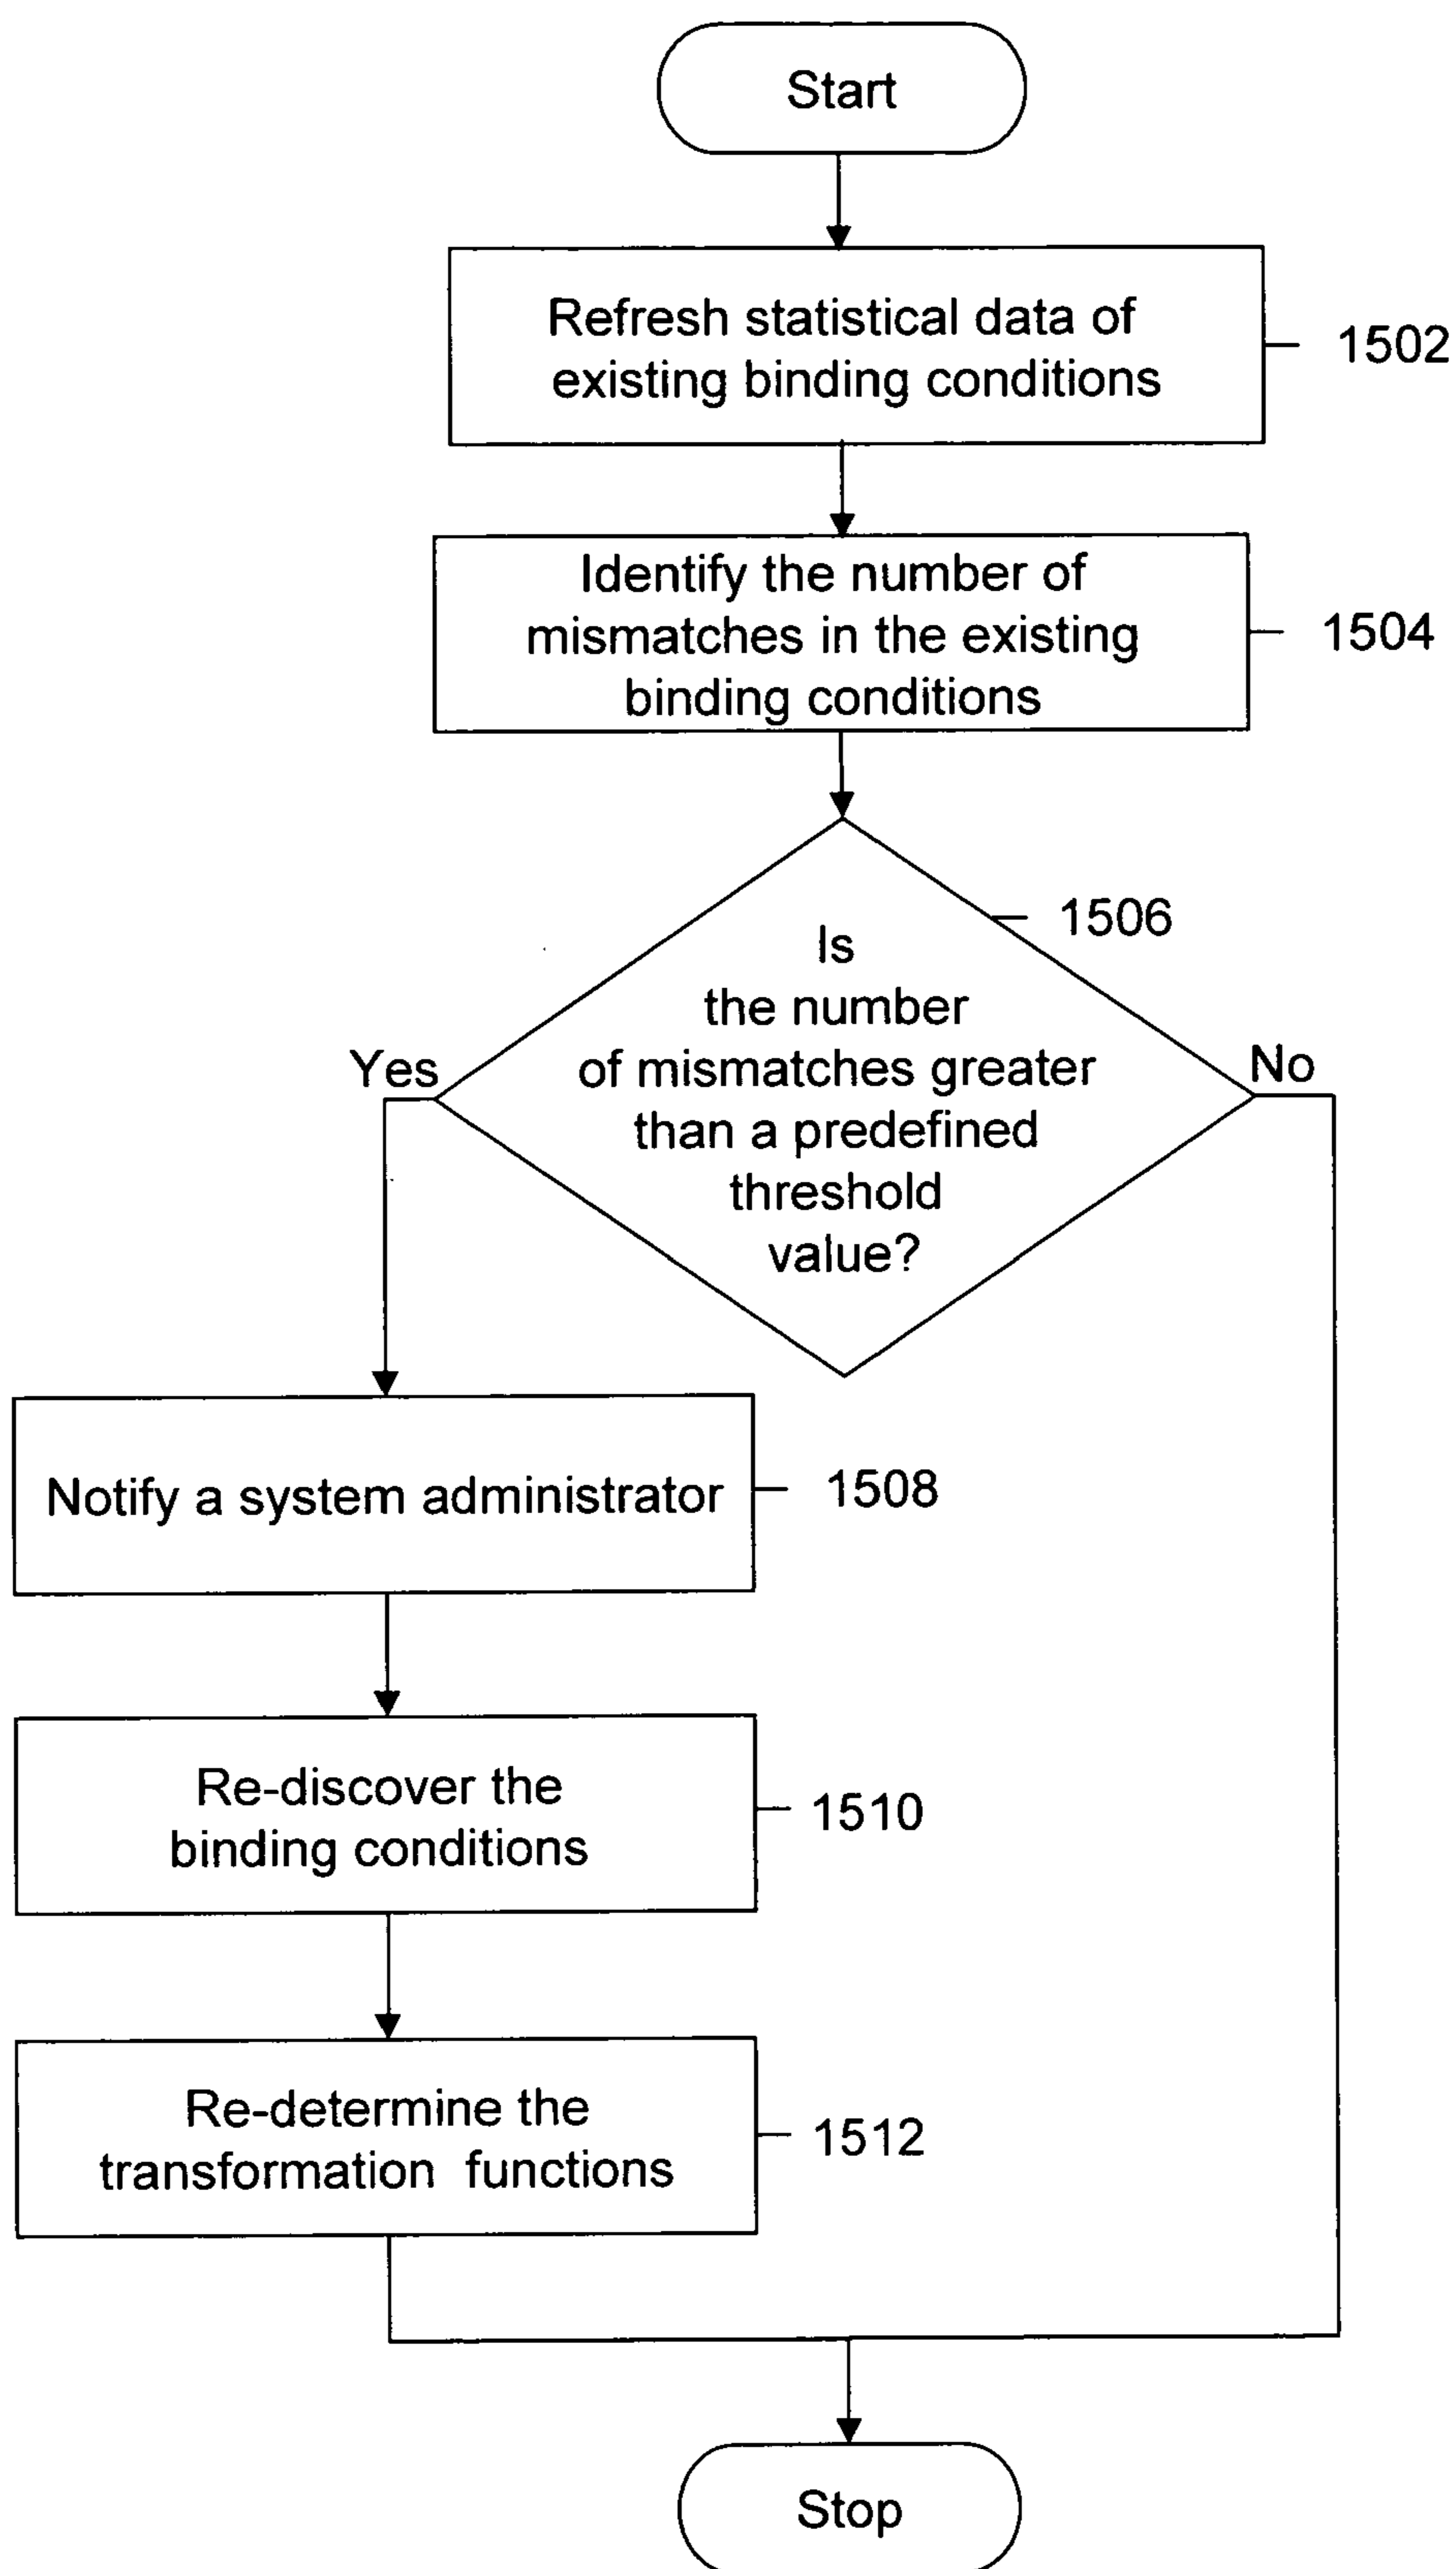 Start
Refresh statistical data of
existing binding conditions
1502
Identify the number of
mismatches in the existing
binding conditions
1504
1506
Is
the number
of mismatches greater
than a predefined
threshold
value?
Yes
No
Notify a system administrator
1508
Re-discover the
binding conditions
1510
Re-determine the
transformation functions
1512
Stop